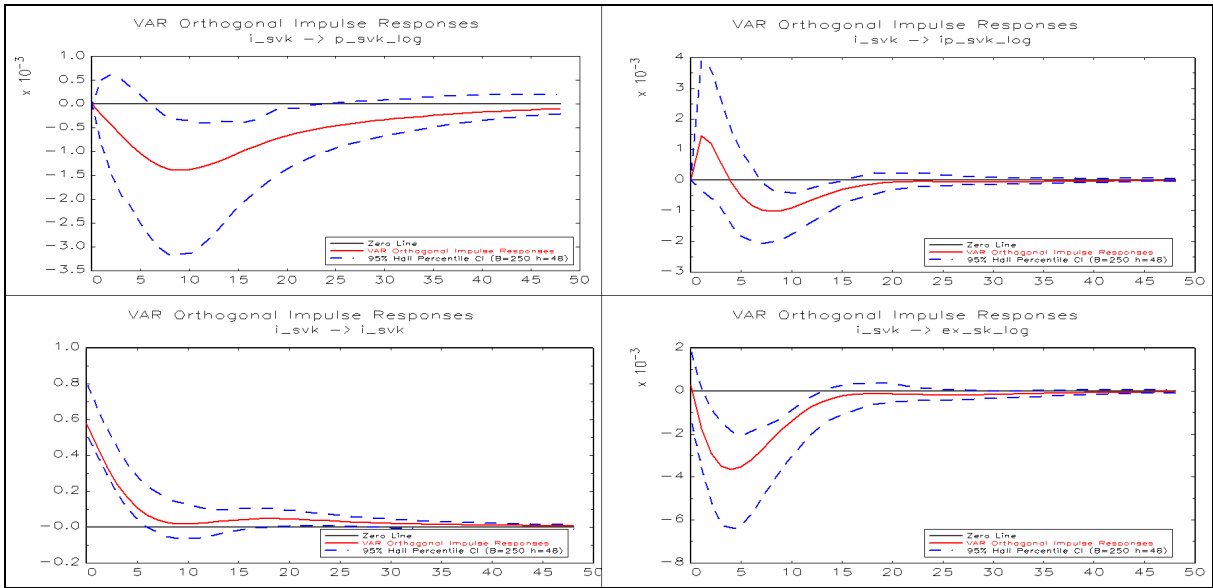 VAR Orthogonal Impulse Responses
i_svk -> p_svk_log
x 10^-3
1.0
0.5
0.0
-0.5
-1.0
-1.5
-2.0
-2.5
-3.0
-3.5
0 5 10 15 20 25 30 35 40 45 50
Zero Line
VAR Orthogonal Impulse Responses
95% Hall Percentile CI (B=250 h=48)
VAR Orthogonal Impulse Responses
i_svk -> ip_svk_log
x 10^-3
4
3
2
1
0
-1
-2
-3
0 5 10 15 20 25 30 35 40 45 50
Zero Line
VAR Orthogonal Impulse Responses
95% Hall Percentile CI (B=250 h=48)
VAR Orthogonal Impulse Responses
i_svk -> i_svk
1.0
0.8
0.6
0.4
0.2
-0.0
-0.2
0 5 10 15 20 25 30 35 40 45 50
Zero Line
VAR Orthogonal Impulse Responses
95% Hall Percentile CI (B=250 h=48)
VAR Orthogonal Impulse Responses
i_svk -> ex_sk_log
x 10^-3
2
0
-2
-4
-6
-8
0 5 10 15 20 25 30 35 40 45 50
Zero Line
VAR Orthogonal Impulse Responses
95% Hall Percentile CI (B=250 h=48)